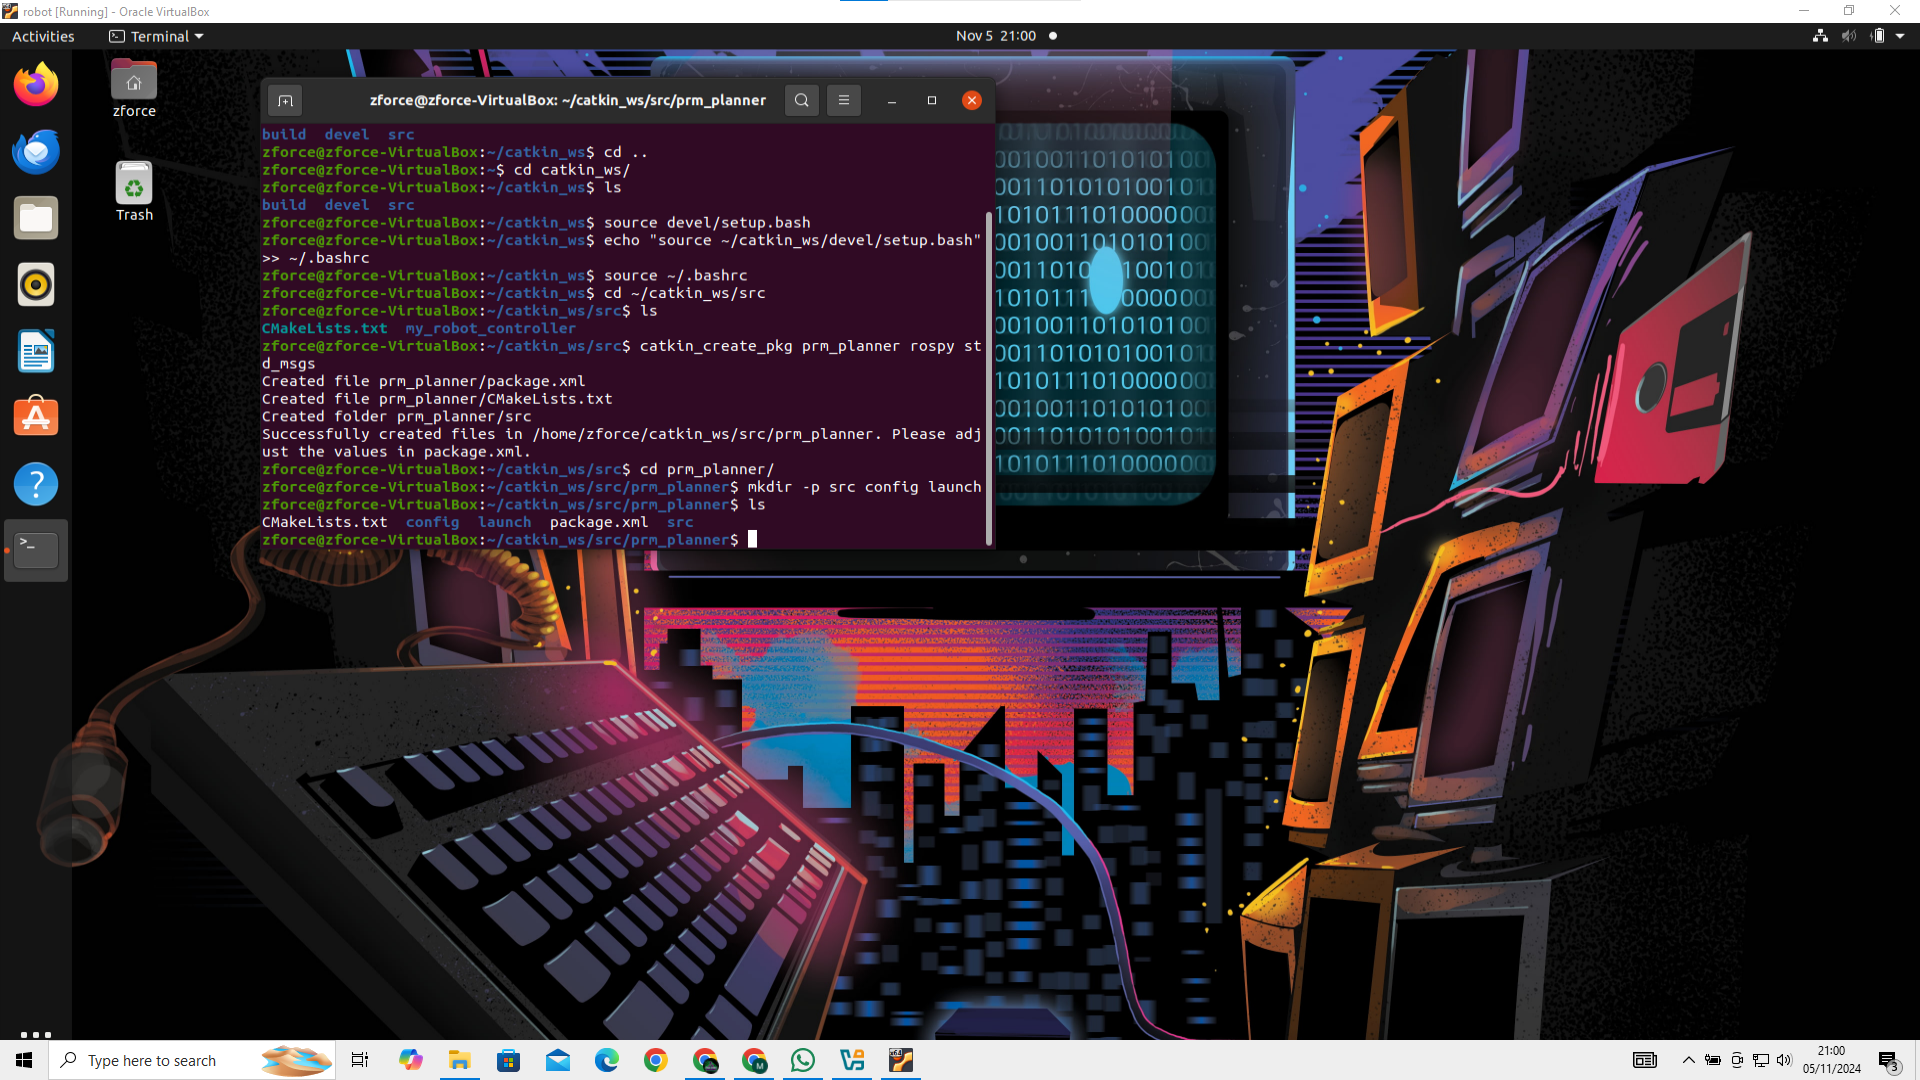 robot [Running] - Oracle VirtualBox
Activities
Terminal
Nov 5 21:00
zforce
Trash
zforce@zforce-VirtualBox: ~/catkin_ws/src/prm_planner
build devel src
zforce@zforce-VirtualBox:~/catkin_ws$ cd ..
zforce@zforce-VirtualBox:~$ cd catkin_ws/
zforce@zforce-VirtualBox:~/catkin_ws$ ls
build devel src
zforce@zforce-VirtualBox:~/catkin_ws$ source devel/setup.bash
zforce@zforce-VirtualBox:~/catkin_ws$ echo "source ~/catkin_ws/devel/setup.bash"
>> ~/.bashrc
zforce@zforce-VirtualBox:~/catkin_ws$ source ~/.bashrc
zforce@zforce-VirtualBox:~/catkin_ws$ cd ~/catkin_ws/src
zforce@zforce-VirtualBox:~/catkin_ws/src$ ls
CMakeLists.txt my_robot_controller
zforce@zforce-VirtualBox:~/catkin_ws/src$ catkin_create_pkg prm_planner rospy st
d_msgs
Created file prm_planner/package.xml
Created file prm_planner/CMakeLists.txt
Created folder prm_planner/src
Successfully created files in /home/zforce/catkin_ws/src/prm_planner. Please adj
ust the values in package.xml.
zforce@zforce-VirtualBox:~/catkin_ws/src$ cd prm_planner/
zforce@zforce-VirtualBox:~/catkin_ws/src/prm_planner$ mkdir -p src config launch
zforce@zforce-VirtualBox:~/catkin_ws/src/prm_planner$ ls
CMakeLists.txt config launch package.xml src
zforce@zforce-VirtualBox:~/catkin_ws/src/prm_planner$
Type here to search
21:00
05/11/2024
3